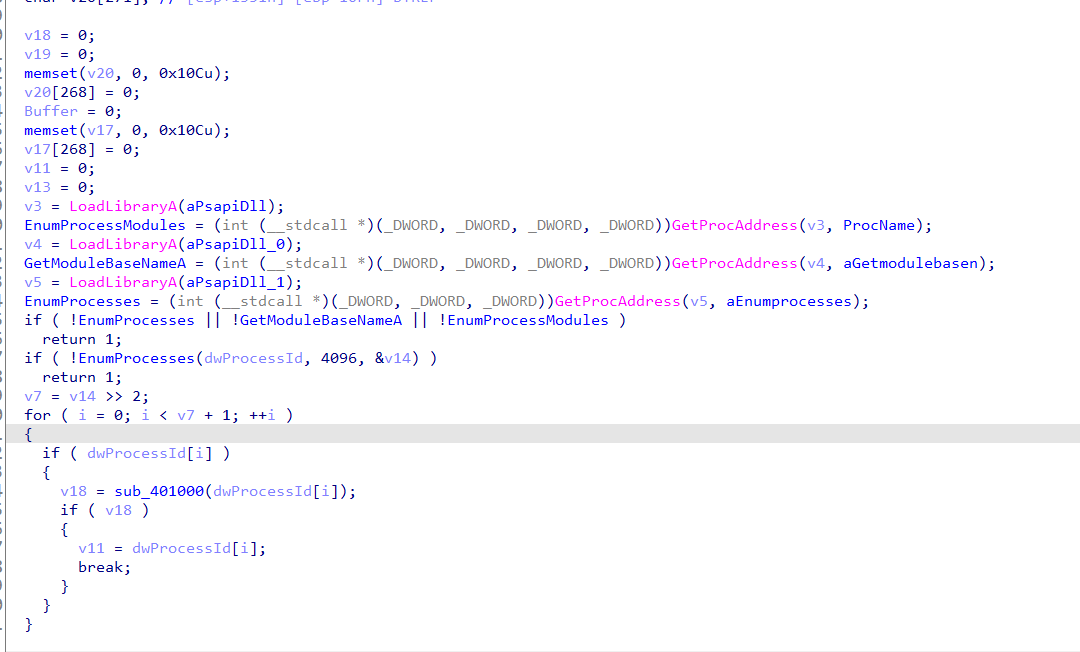 v18 = 0;
v19 = 0;
memset(v20, 0, 0x10Cu);
v20[268] = 0;
Buffer = 0;
memset(v17, 0, 0x10Cu);
v17[268] = 0;
v11 = 0;
v13 = 0;
v3 = LoadLibraryA(aPsapiDll);
EnumProcessModules = (int (__stdcall *)(_DWORD, _DWORD, _DWORD, _DWORD))GetProcAddress(v3, ProcName);
v4 = LoadLibraryA(aPsapiDll_0);
GetModuleBaseNameA = (int (__stdcall *)(_DWORD, _DWORD, _DWORD, _DWORD))GetProcAddress(v4, aGetmodulebasen);
v5 = LoadLibraryA(aPsapiDll_1);
EnumProcesses = (int (__stdcall *)(_DWORD, _DWORD, _DWORD))GetProcAddress(v5, aEnumprocesses);
if ( !EnumProcesses || !GetModuleBaseNameA || !EnumProcessModules )
return 1;
if ( !EnumProcesses(dwProcessId, 4096, &v14) )
return 1;
v7 = v14 >> 2;
for ( i = 0; i < v7 + 1; ++i )
{
if ( dwProcessId[i] )
{
v18 = sub_401000(dwProcessId[i]);
if ( v18 )
{
v11 = dwProcessId[i];
break;
}
}
}